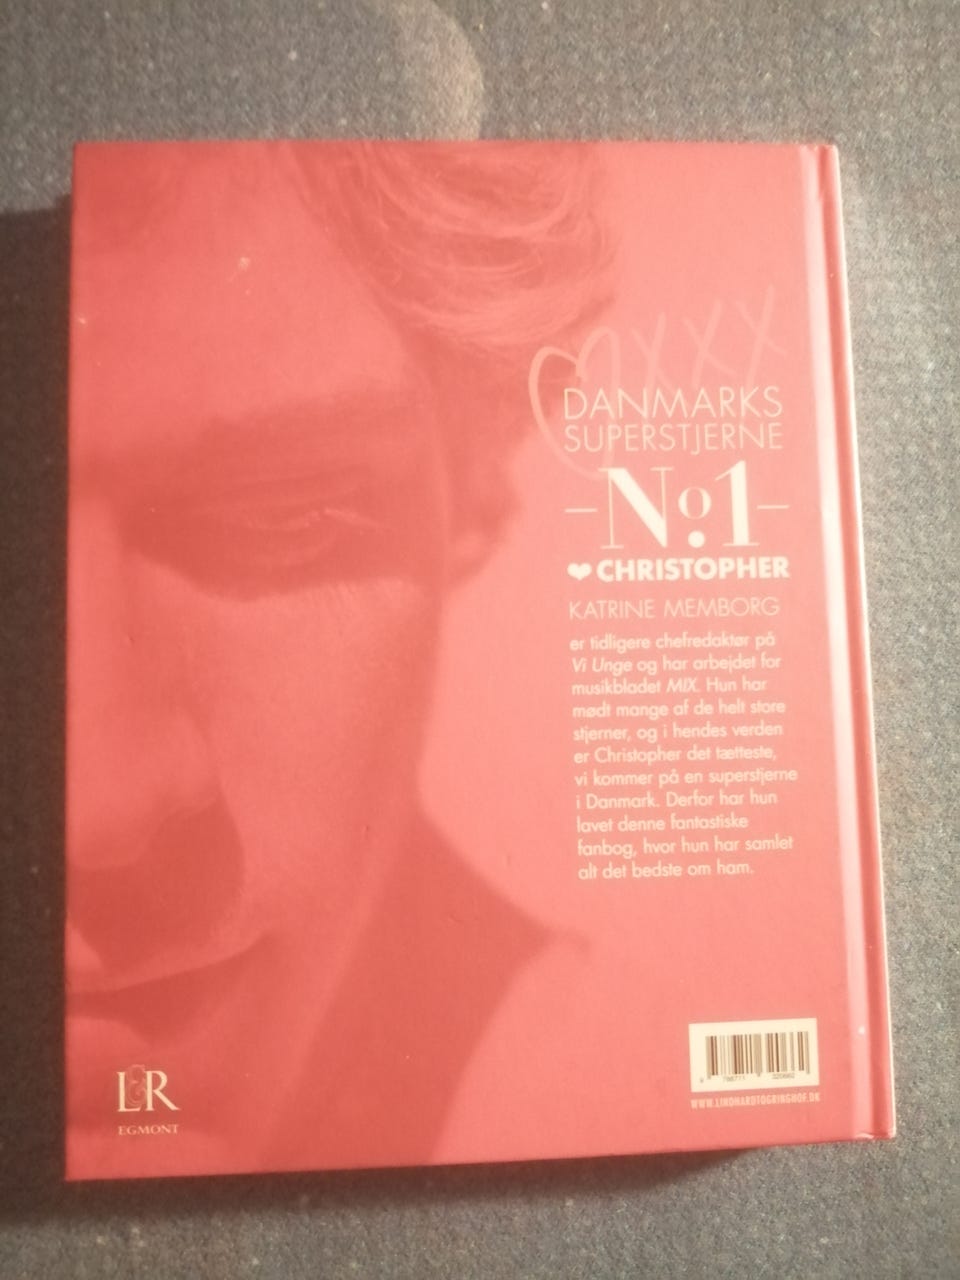 XXX
DANMARKS
SUPERSTJERNE
-No.1-
❤ CHRISTOPHER
KATRINE MEMBORG
er tidligere chefredaktør på
Vi Unge og har arbejdet for
musikbladet MIX. Hun har
mødt mange af de helt store
stjerner, og i hendes verden
er Christopher det tætteste,
vi kommer på en superstjerne
i Danmark. Derfor har hun
lavet denne fantastiske
fanbog, hvor hun har samlet
alt det bedste om ham.
L&R
EGMONT
WWW.LINDHARDTOGRINGHOF.DK